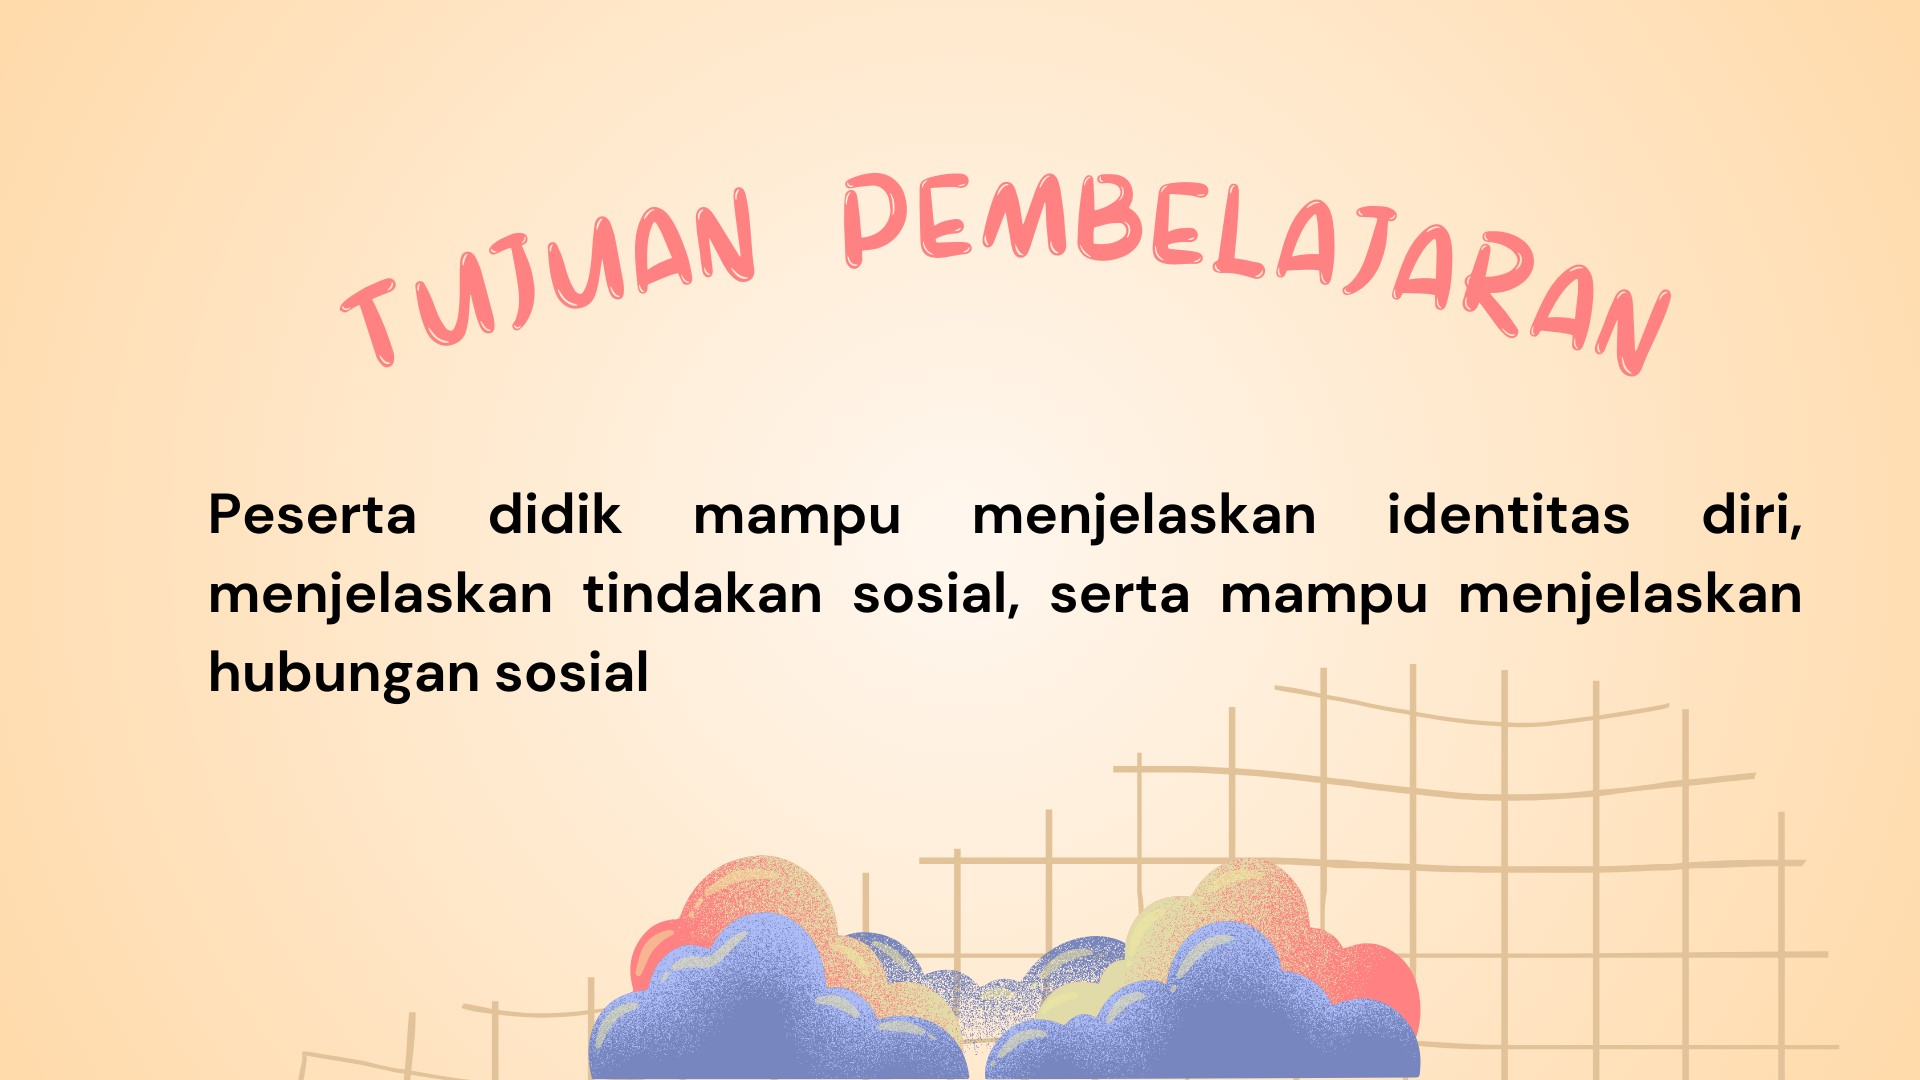 TUJUAN PEMBELAJARAN
Peserta didik mampu menjelaskan identitas diri,
menjelaskan tindakan sosial, serta mampu menjelaskan
hubungan sosial